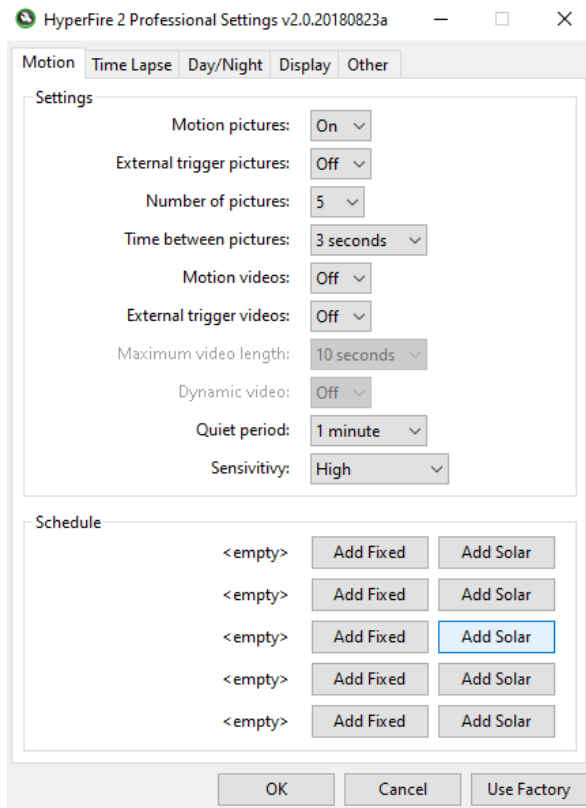 HyperFire 2 Professional Settings v2.0.20180823a
Motion Time Lapse Day/Night Display Other
Settings
Motion pictures: On
External trigger pictures: Off
Number of pictures: 5
Time between pictures: 3 seconds
Motion videos: Off
External trigger videos: Off
Maximum video length: 10 seconds
Dynamic video: Off
Quiet period: 1 minute
Sensivitivy: High
Schedule
<empty> Add Fixed Add Solar
<empty> Add Fixed Add Solar
<empty> Add Fixed Add Solar
<empty> Add Fixed Add Solar
<empty> Add Fixed Add Solar
OK Cancel Use Factory